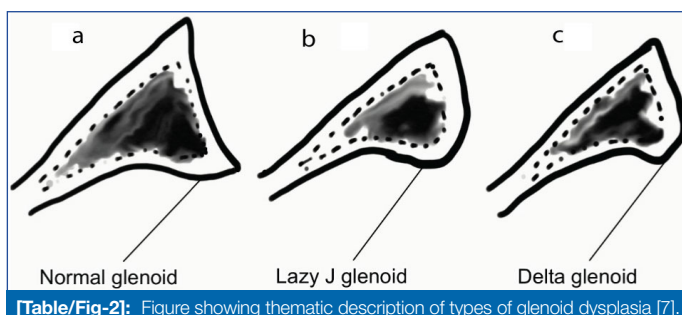 a b c
Normal glenoid Lazy J glenoid Delta glenoid
[Table/Fig-2]: Figure showing thematic description of types of glenoid dysplasia [7].